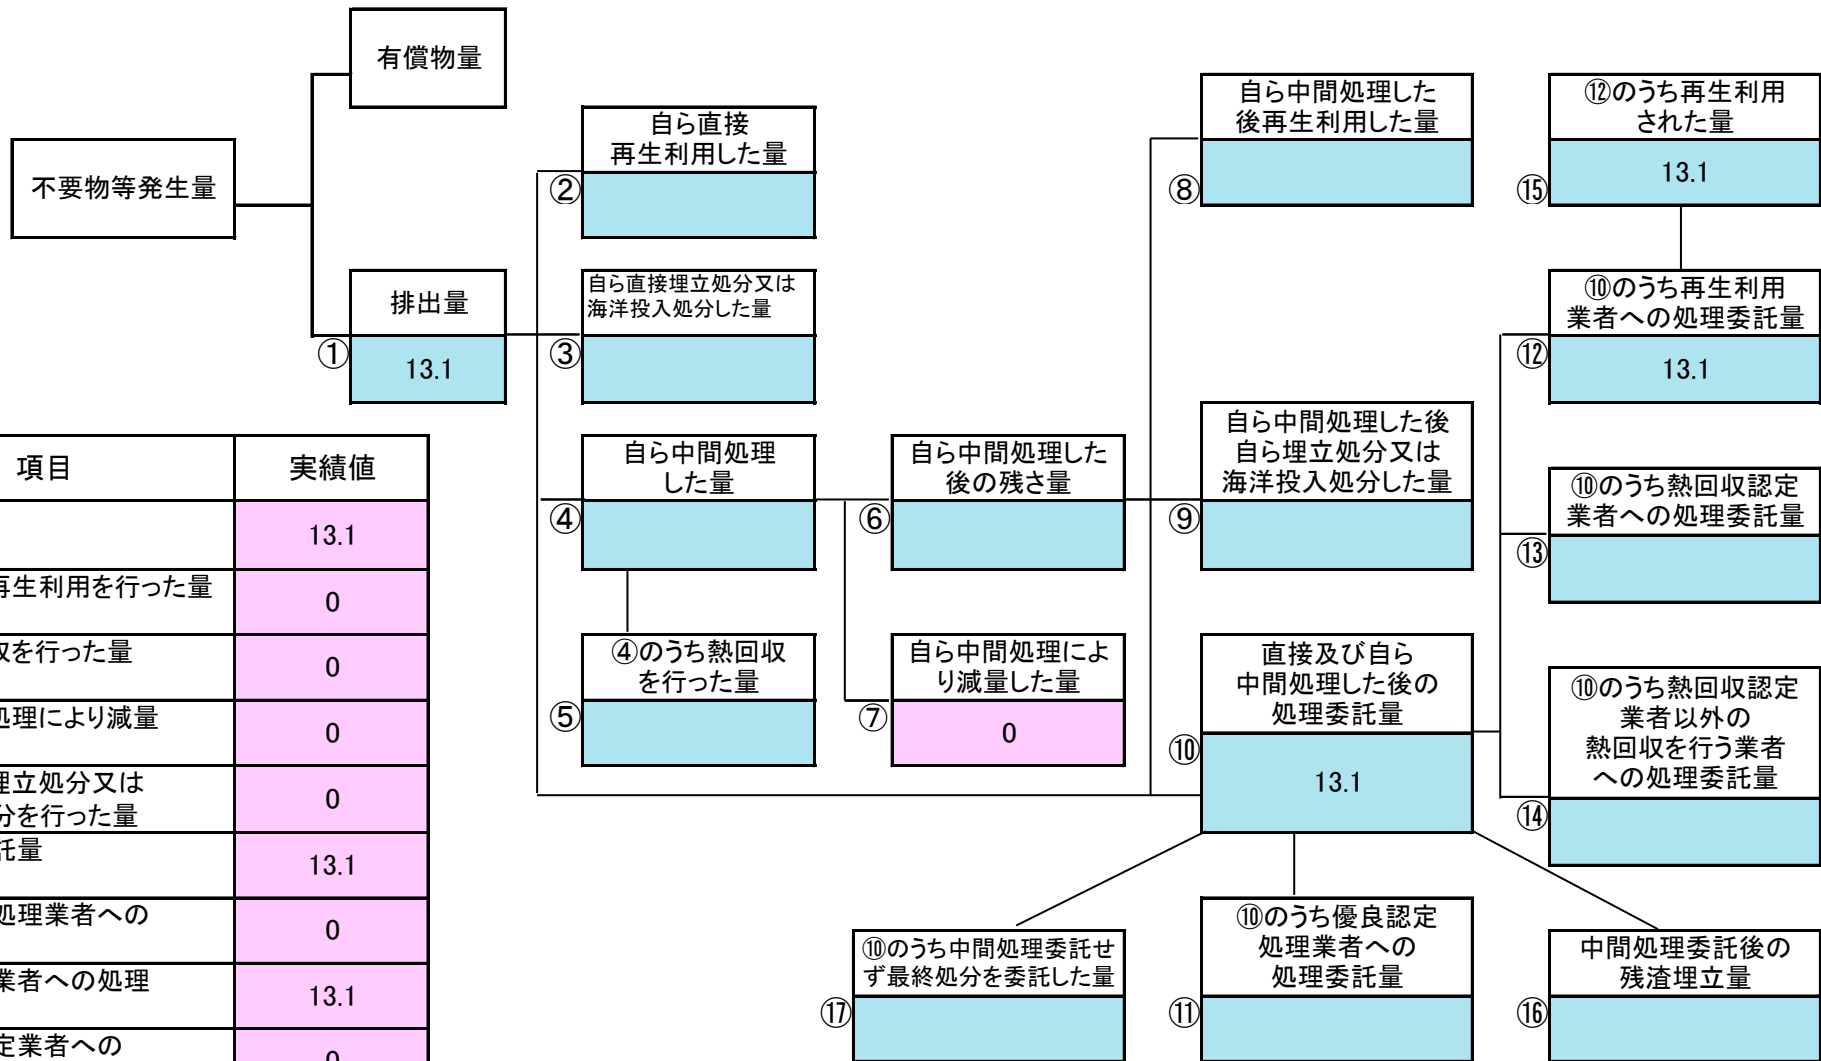 有償物量
不要物等発生量
排出量
①
13.1
自ら直接
再生利用した量
②
自ら直接埋立処分又は
海洋投入処分した量
③
自ら中間処理
した量
④
④のうち熱回収
を行った量
⑤
自ら中間処理した
後の残さ量
⑥
自ら中間処理によ
り減量した量
⑦
0
自ら中間処理した
後再生利用した量
⑧
自ら中間処理した後
自ら埋立処分又は
海洋投入処分した量
⑨
直接及び自ら
中間処理した後の
処理委託量
⑩
13.1
⑫のうち再生利用
された量
⑮
13.1
⑩のうち再生利用
業者への処理委託量
⑫
13.1
⑩のうち熱回収認定
業者への処理委託量
⑬
⑩のうち熱回収認定
業者以外の
熱回収を行う業者
への処理委託量
⑭
⑩のうち中間処理委託せ
ず最終処分を委託した量
⑰
⑩のうち優良認定
処理業者への
処理委託量
⑪
中間処理委託後の
残渣埋立量
⑯
項目 実績値
13.1
再生利用を行った量 0
を行った量 0
処理により減量 0
埋立処分又は
分を行った量 0
託量 13.1
処理業者への 0
業者への処理 13.1
定業者への 0